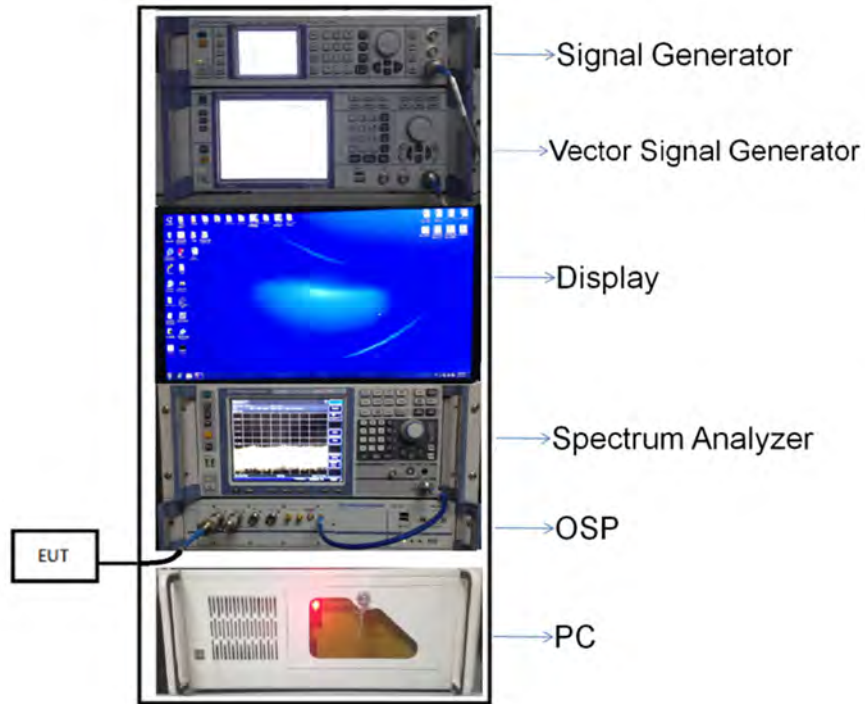 Signal Generator
Vector Signal Generator
Display
Spectrum Analyzer
OSP
EUT
PC